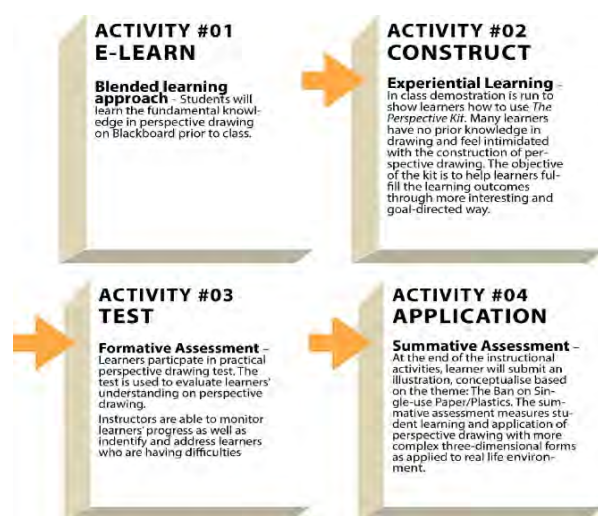 ACTIVITY #01
E-LEARN
Blended learning
approach - Students will
learn the fundamental knowl-
edge in perspective drawing
on Blackboard prior to class.
ACTIVITY #02
CONSTRUCT
Experiential Learning -
In class demostration is run to
show learners how to use The
Perspective Kit. Many learners
have no prior knowledge in
drawing and feel intimidated
with the construction of per-
spective drawing. The objective
of the kit is to help learners ful-
fill the learning outcomes
through more interesting and
goal-directed way.
ACTIVITY #03
TEST
Formative Assessment –
Learners particpate in practical
perspective drawing test. The
test is used to evaluate learners'
understanding on perspective
drawing.
Instructors are able to monitor
learners' progress as well as
indentify and address learners
who are having difficulties
ACTIVITY #04
APPLICATION
Summative Assessment –
At the end of the instructional
activities, learner will submit an
illustration, conceptualise based
on the theme: The Ban on Sin-
gle-use Paper/Plastics. The sum-
mative assessment measures stu-
dent learning and application of
perspective drawing with more
complex three-dimensional forms
as applied to real life environ-
ment.